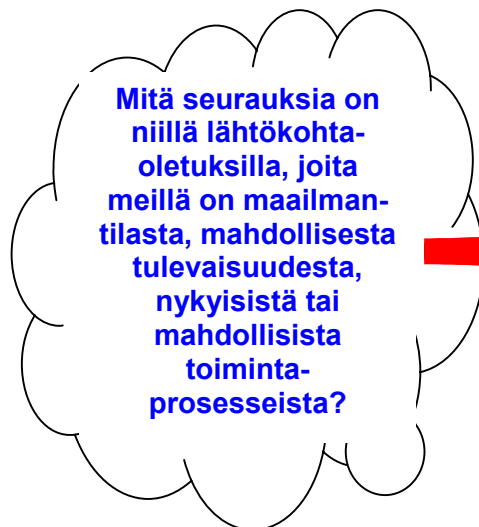 Mitä seurauksia on
niillä lähtökohta-
oletuksilla, joita
meillä on maailman-
tilasta, mahdollisesta
tulevaisuudesta,
nykyisistä tai
mahdollisista
toiminta-
prosesseista?